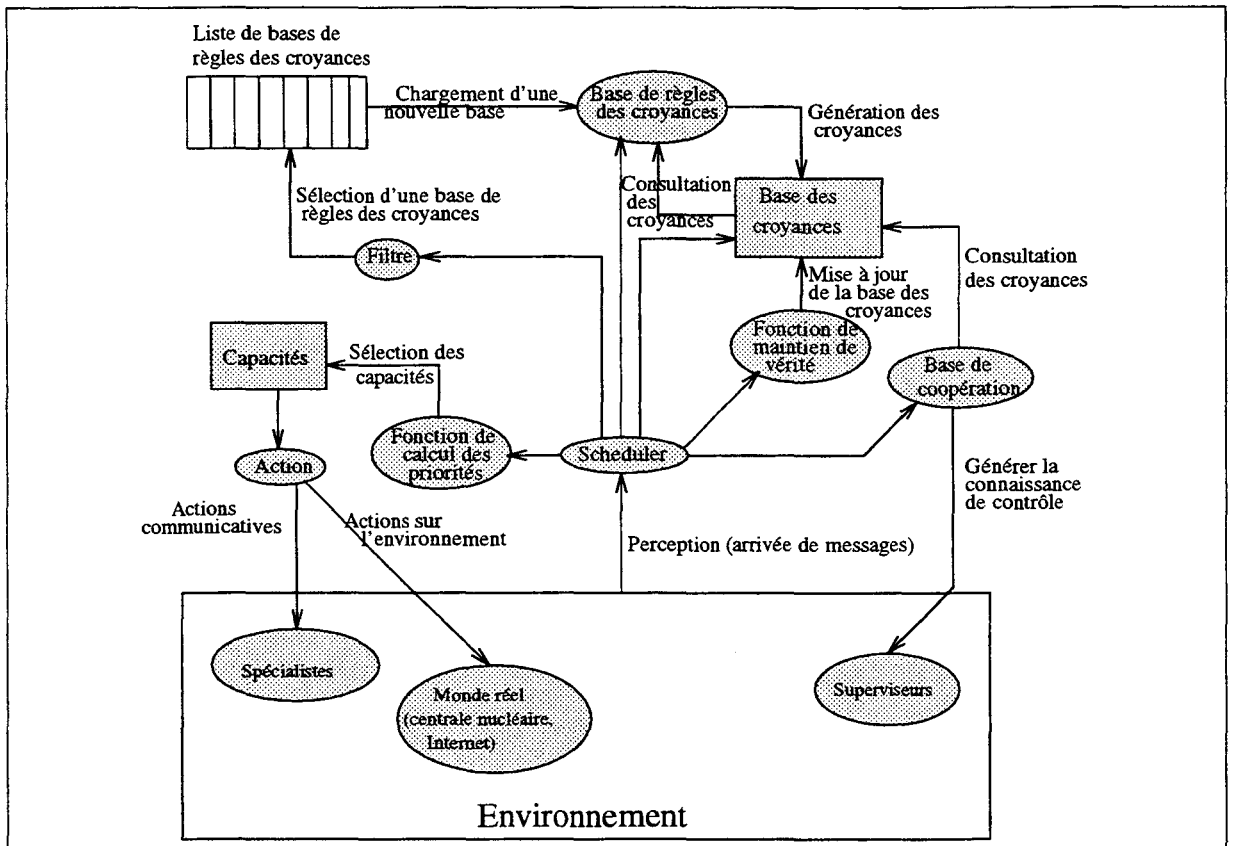 Liste de bases de
règles des croyances
Chargement d'une
nouvelle base
Base de règles
des croyances
Génération des
croyances
Sélection d'une base de
règles des croyances
Consultation
des
croyances
Base des
croyances
Filtre
Mise à jour
de la base des
croyances
Consultation
des croyances
Capacités
Sélection des
capacités
Fonction de
maintien de
vérité
Base de
coopération
Action
Fonction de
calcul des
priorités
Scheduler
Générer la
connaissance
de contrôle
Actions
communicatives
Actions sur
l'environnement
Perception (arrivée de messages)
Spécialistes
Monde réel
(centrale nucléaire,
Internet)
Superviseurs
Environnement